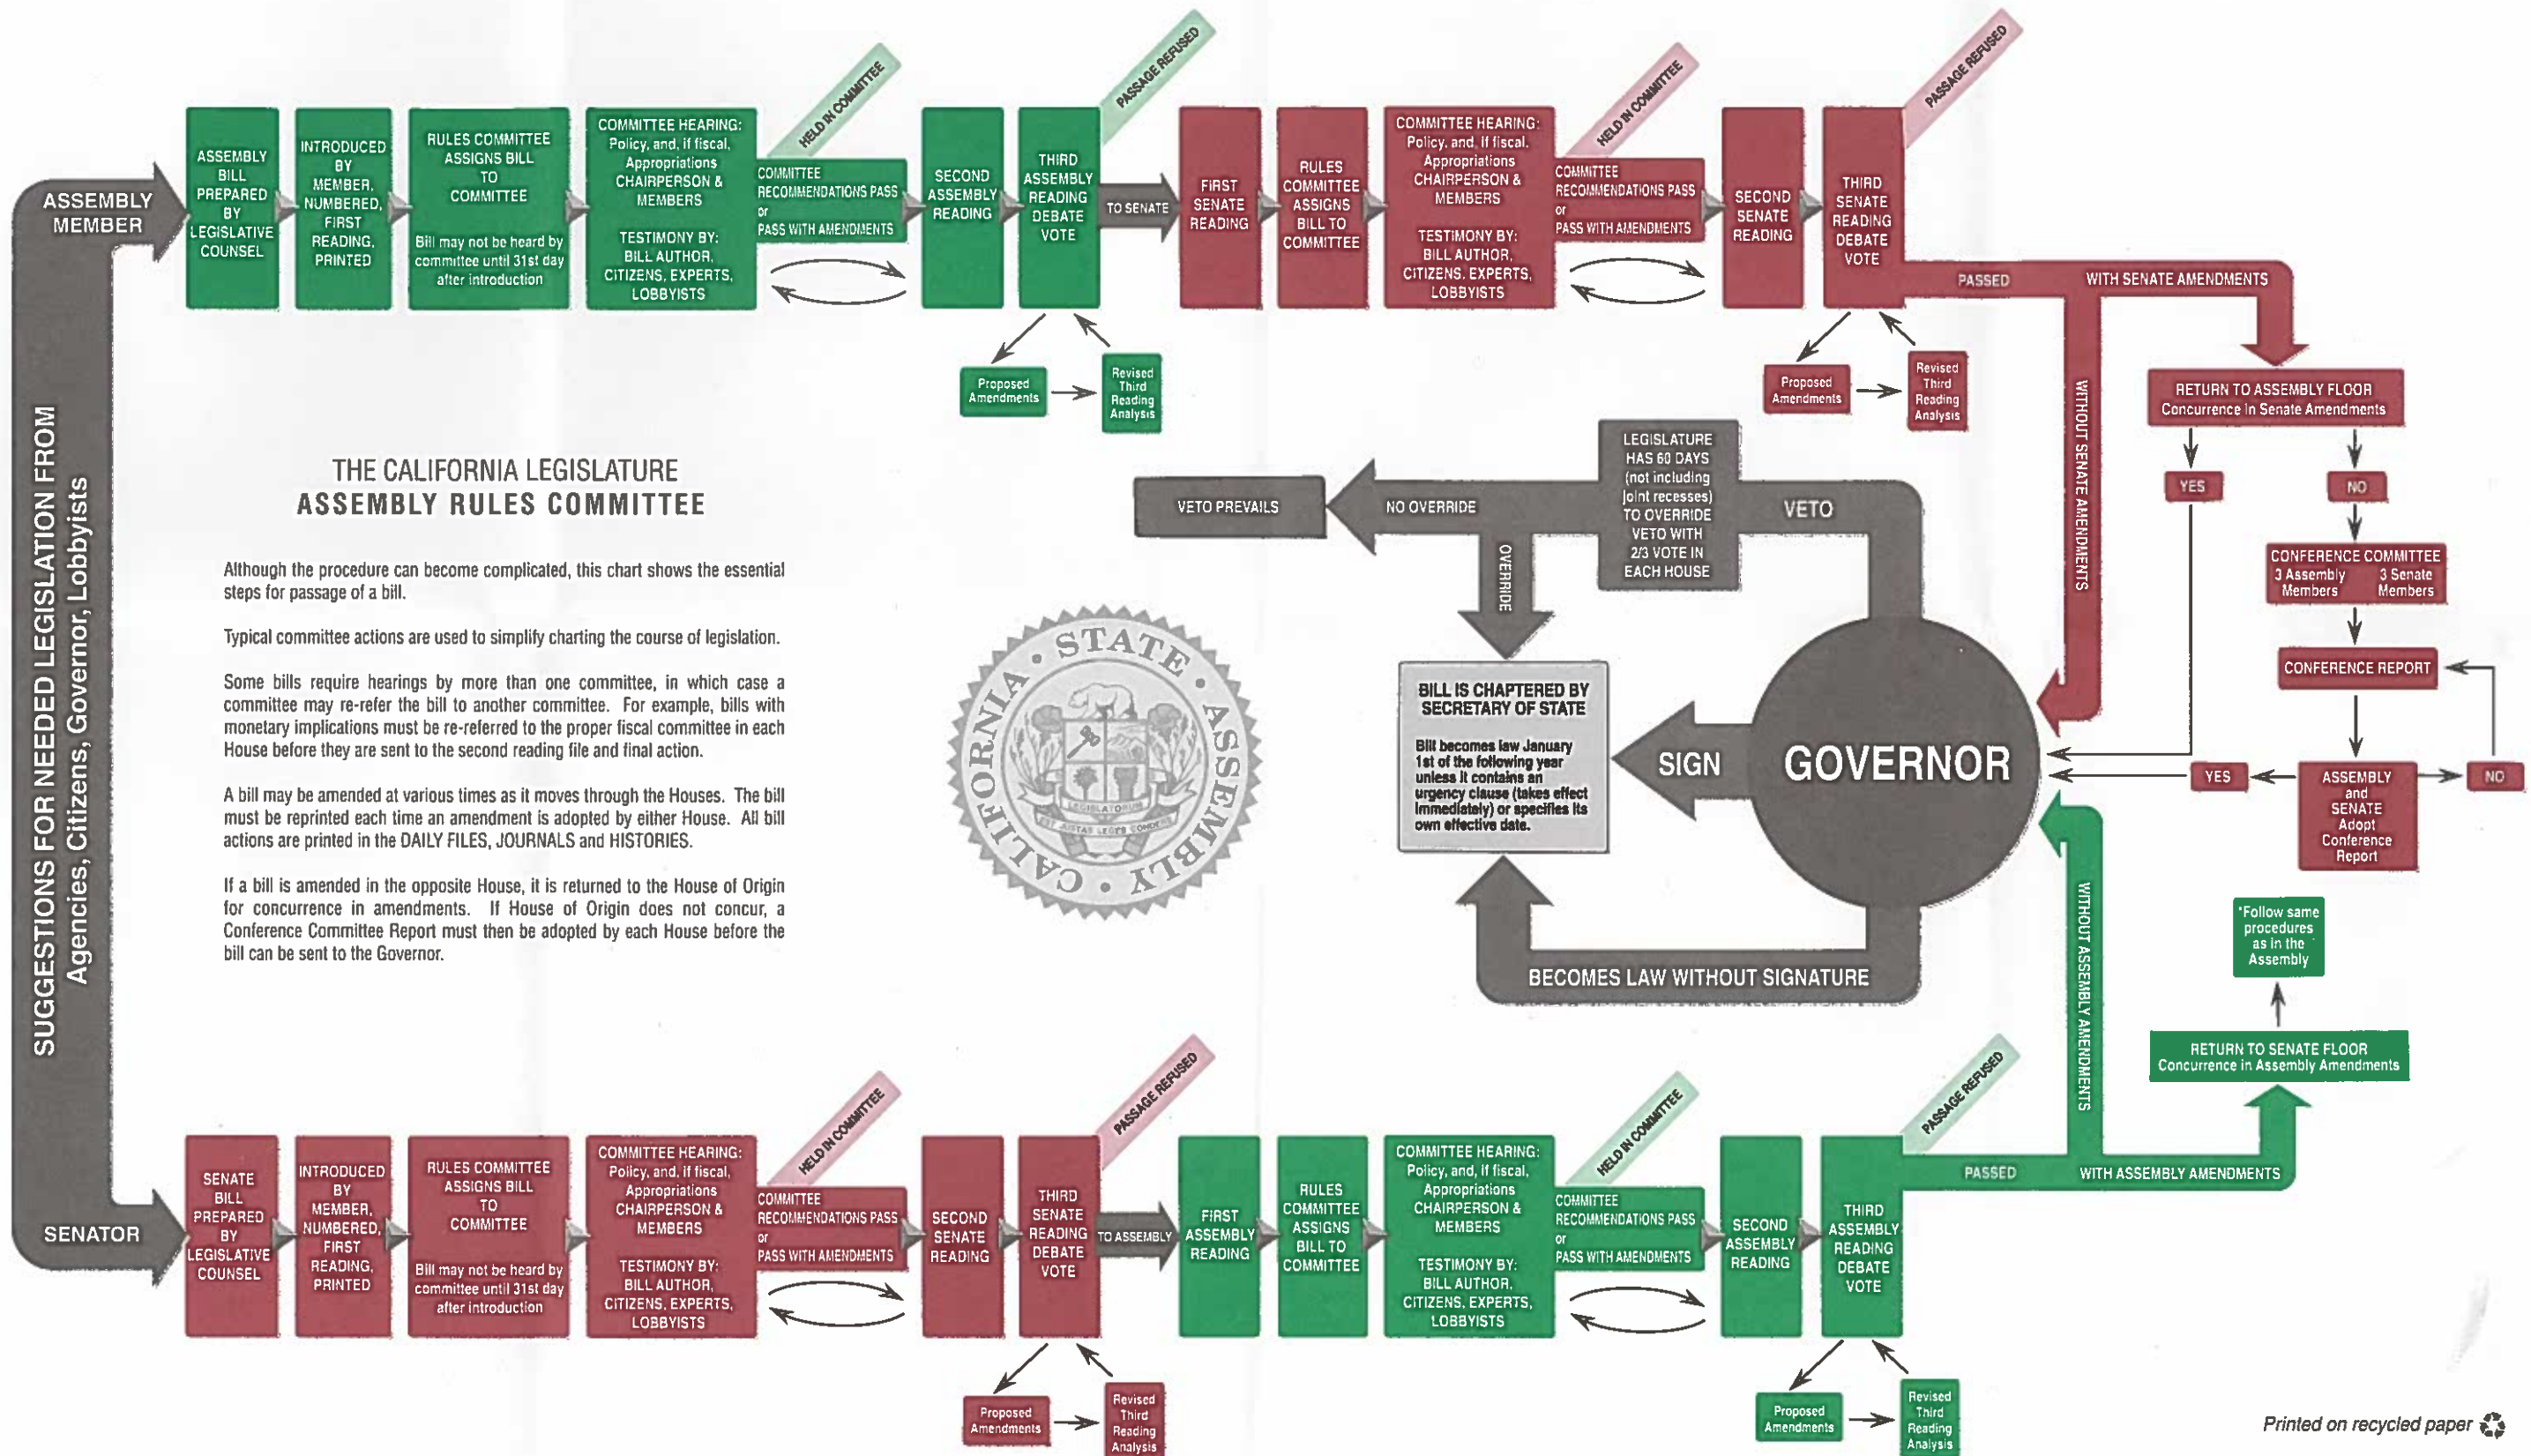 SUGGESTIONS FOR NEEDED LEGISLATION FROM
Agencies, Citizens, Governor, Lobbyists
ASSEMBLY
MEMBER
ASSEMBLY
BILL
PREPARED
BY
LEGISLATIVE
COUNSEL
INTRODUCED
BY
MEMBER,
NUMBERED,
FIRST
READING,
PRINTED
RULES COMMITTEE
ASSIGNS BILL
TO
COMMITTEE
Bill may not be heard by
committee until 31st day
after introduction
COMMITTEE HEARING:
Policy, and, if fiscal,
Appropriations
CHAIRPERSON &
MEMBERS
TESTIMONY BY:
BILL AUTHOR,
CITIZENS, EXPERTS,
LOBBYISTS
HELD IN COMMITTEE
COMMITTEE
RECOMMENDATIONS PASS
or
PASS WITH AMENDMENTS
SECOND
ASSEMBLY
READING
PASSAGE REFUSED
THIRD
ASSEMBLY
READING
DEBATE
VOTE
Proposed
Amendments
Revised
Third
Reading
Analysis
TO SENATE
FIRST
SENATE
READING
RULES
COMMITTEE
ASSIGNS
BILL TO
COMMITTEE
COMMITTEE HEARING:
Policy, and, if fiscal.
Appropriations
CHAIRPERSON &
MEMBERS
TESTIMONY BY:
BILL AUTHOR,
CITIZENS, EXPERTS,
LOBBYISTS
HELD IN COMMITTEE
COMMITTEE
RECOMMENDATIONS PASS
or
PASS WITH AMENDMENTS
SECOND
SENATE
READING
PASSAGE REFUSED
THIRD
SENATE
READING
DEBATE
VOTE
Proposed
Amendments
Revised
Third
Reading
Analysis
PASSED
WITH SENATE AMENDMENTS
WITHOUT SENATE AMENDMENTS
RETURN TO ASSEMBLY FLOOR
Concurrence in Senate Amendments
YES
NO
CONFERENCE COMMITTEE
3 Assembly
Members
3 Senate
Members
CONFERENCE REPORT
ASSEMBLY
and
SENATE
Adopt
Conference
Report
YES
NO
THE CALIFORNIA LEGISLATURE
ASSEMBLY RULES COMMITTEE
Although the procedure can become complicated, this chart shows the essential
steps for passage of a bill.
Typical committee actions are used to simplify charting the course of legislation.
Some bills require hearings by more than one committee, in which case a
committee may re-refer the bill to another committee. For example, bills with
monetary implications must be re-referred to the proper fiscal committee in each
House before they are sent to the second reading file and final action.
A bill may be amended at various times as it moves through the Houses. The bill
must be reprinted each time an amendment is adopted by either House. All bill
actions are printed in the DAILY FILES, JOURNALS and HISTORIES.
If a bill is amended in the opposite House, it is returned to the House of Origin
for concurrence in amendments. If House of Origin does not concur, a
Conference Committee Report must then be adopted by each House before the
bill can be sent to the Governor.
CALIFORNIA • STATE • ASSEMBLY •
LEGISLATORUM
EST JUSTAS LEGES CONDERE
VETO PREVAILS
NO OVERRIDE
OVERRIDE
LEGISLATURE
HAS 60 DAYS
(not including
Joint recesses)
TO OVERRIDE
VETO WITH
2/3 VOTE IN
EACH HOUSE
VETO
GOVERNOR
SIGN
BILL IS CHAPTERED BY
SECRETARY OF STATE
Bill becomes law January
1st of the following year
unless it contains an
urgency clause (takes effect
immediately) or specifies its
own effective date.
BECOMES LAW WITHOUT SIGNATURE
SENATOR
SENATE
BILL
PREPARED
BY
LEGISLATIVE
COUNSEL
INTRODUCED
BY
MEMBER,
NUMBERED,
FIRST
READING,
PRINTED
RULES COMMITTEE
ASSIGNS BILL
TO
COMMITTEE
Bill may not be heard by
committee until 31st day
after introduction
COMMITTEE HEARING:
Policy, and, if fiscal,
Appropriations
CHAIRPERSON &
MEMBERS
TESTIMONY BY:
BILL AUTHOR,
CITIZENS, EXPERTS,
LOBBYISTS
HELD IN COMMITTEE
COMMITTEE
RECOMMENDATIONS PASS
or
PASS WITH AMENDMENTS
SECOND
SENATE
READING
PASSAGE REFUSED
THIRD
SENATE
READING
DEBATE
VOTE
Proposed
Amendments
Revised
Third
Reading
Analysis
TO ASSEMBLY
FIRST
ASSEMBLY
READING
RULES
COMMITTEE
ASSIGNS
BILL TO
COMMITTEE
COMMITTEE HEARING:
Policy, and, if fiscal,
Appropriations
CHAIRPERSON &
MEMBERS
TESTIMONY BY:
BILL AUTHOR,
CITIZENS, EXPERTS,
LOBBYISTS
HELD IN COMMITTEE
COMMITTEE
RECOMMENDATIONS PASS
or
PASS WITH AMENDMENTS
SECOND
ASSEMBLY
READING
PASSAGE REFUSED
THIRD
ASSEMBLY
READING
DEBATE
VOTE
Proposed
Amendments
Revised
Third
Reading
Analysis
PASSED
WITH ASSEMBLY AMENDMENTS
WITHOUT ASSEMBLY AMENDMENTS
RETURN TO SENATE FLOOR
Concurrence in Assembly Amendments
*Follow same
procedures
as in the
Assembly
Printed on recycled paper